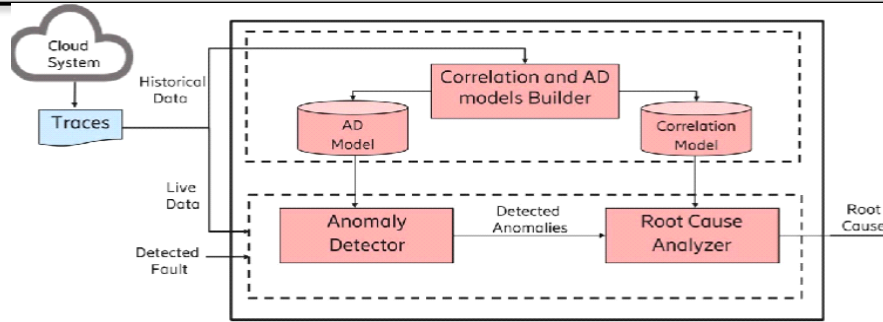 Cloud
System
Traces
Historical
Data
Correlation and AD
models Builder
AD
Model
Correlation
Model
Live
Data
Detected
Fault
Anomaly
Detector
Detected
Anomalies
Root Cause
Analyzer
Root
Cause